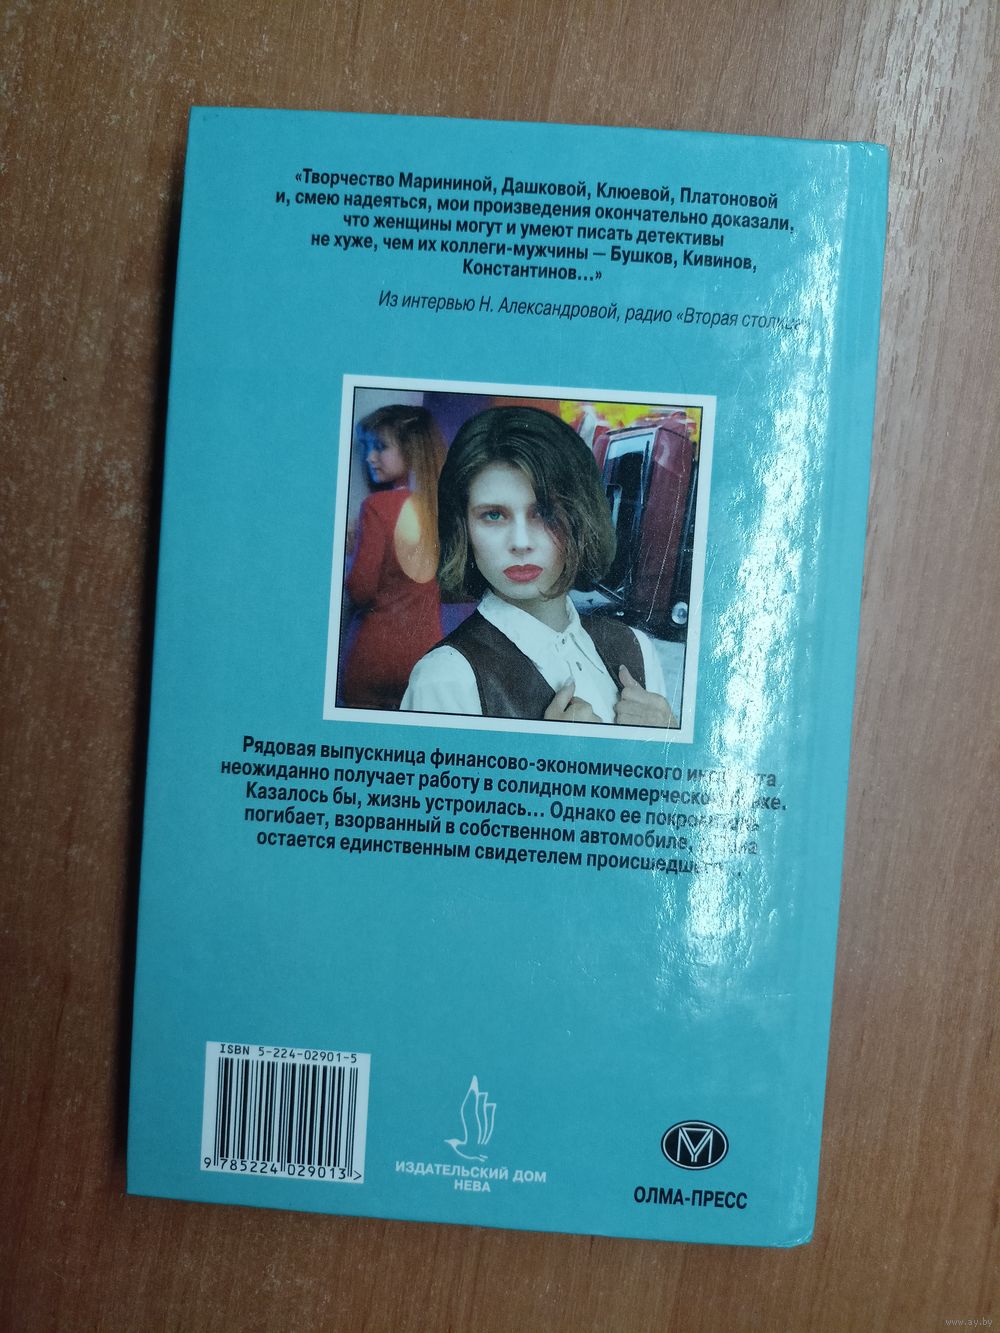 «Творчество Марининой, Дашковой, Клюевой, Платоновой
и, смею надеяться, мои произведения окончательно доказали,
что женщины могут и умеют писать детективы
не хуже, чем их коллеги-мужчины — Бушков, Кивинов,
Константинов...»
Из интервью Н. Александровой, радио «Вторая столица»
Рядовая выпускница финансово-экономического института
неожиданно получает работу в солидном коммерческом банке.
Казалось бы, жизнь устроилась... Однако ее
погибает, взорванный в собственном автомобиле,
остается единственным свидетелем происшедшего...
ISBN 5-224-02901-5
9 785224 029013 >
ИЗДАТЕЛЬСКИЙ ДОМ
НЕВА
ОЛМА-ПРЕСС
www.ay.by